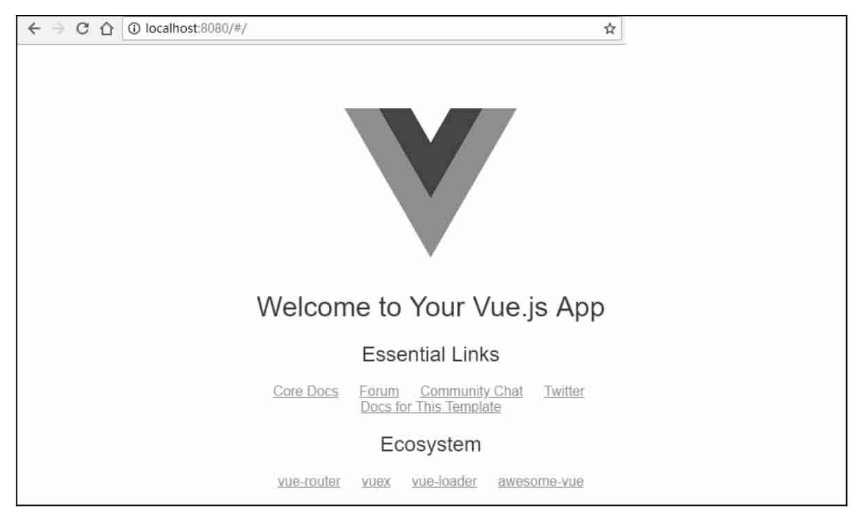 localhost:8080/#/
Welcome to Your Vue.js App
Essential Links
Core Docs Forum Community Chat Twitter
Docs for This Template
Ecosystem
vue-router vuex vue-loader awesome-vue